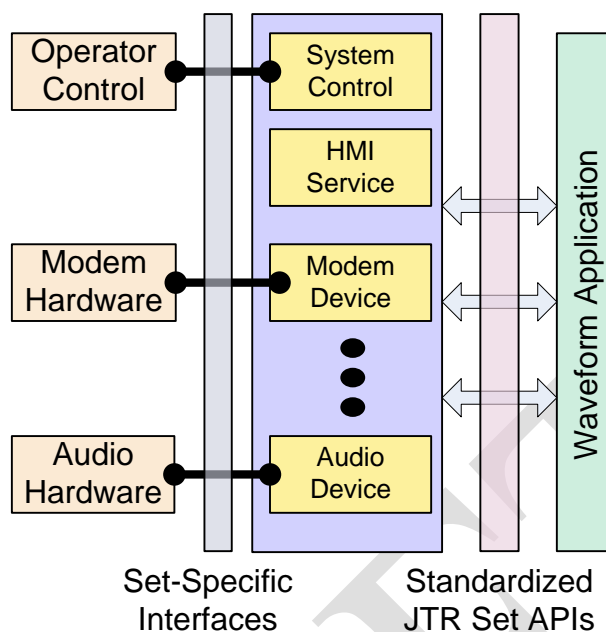 Operator
Control
System
Control
HMI
Service
Modem
Hardware
Modem
Device
Audio
Hardware
Audio
Device
Waveform Application
Set-Specific
Interfaces
Standardized
JTR Set APIs